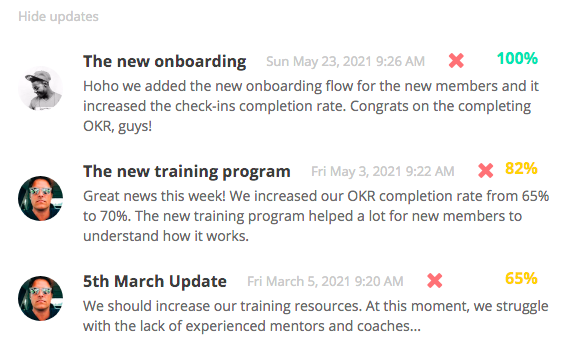 Hide updates
The new onboarding Sun May 23, 2021 9:26 AM 100%
Hoho we added the new onboarding flow for the new members and it
increased the check-ins completion rate. Congrats on the completing
OKR, guys!
The new training program Fri May 3, 2021 9:22 AM 82%
Great news this week! We increased our OKR completion rate from 65%
to 70%. The new training program helped a lot for new members to
understand how it works.
5th March Update Fri March 5, 2021 9:20 AM 65%
We should increase our training resources. At this moment, we struggle
with the lack of experienced mentors and coaches...